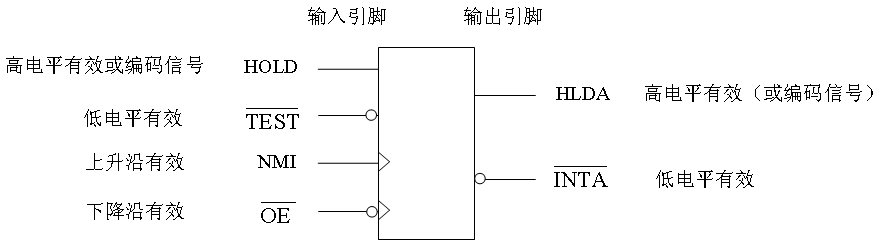 输入引脚 输出引脚
高电平有效或编码信号 HOLD
HLDA 高电平有效（或编码信号）
低电平有效 TEST
上升沿有效 NMI
INTA 低电平有效
下降沿有效 OE